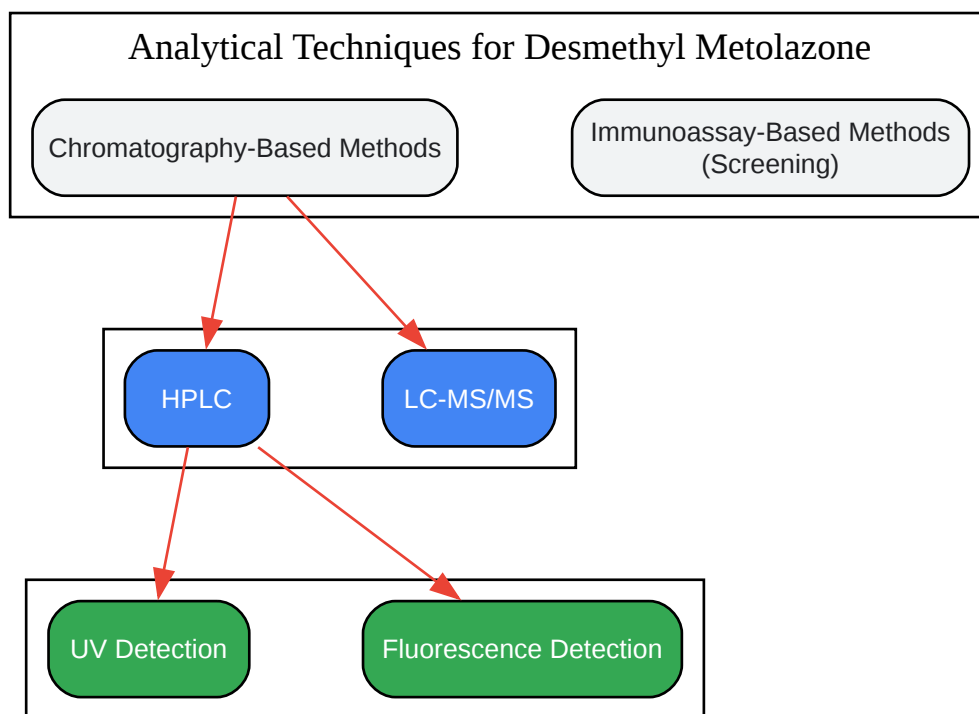 Analytical Techniques for Desmethyl Metolazone
Chromatography-Based Methods
Immunoassay-Based Methods
(Screening)
HPLC
LC-MS/MS
UV Detection
Fluorescence Detection